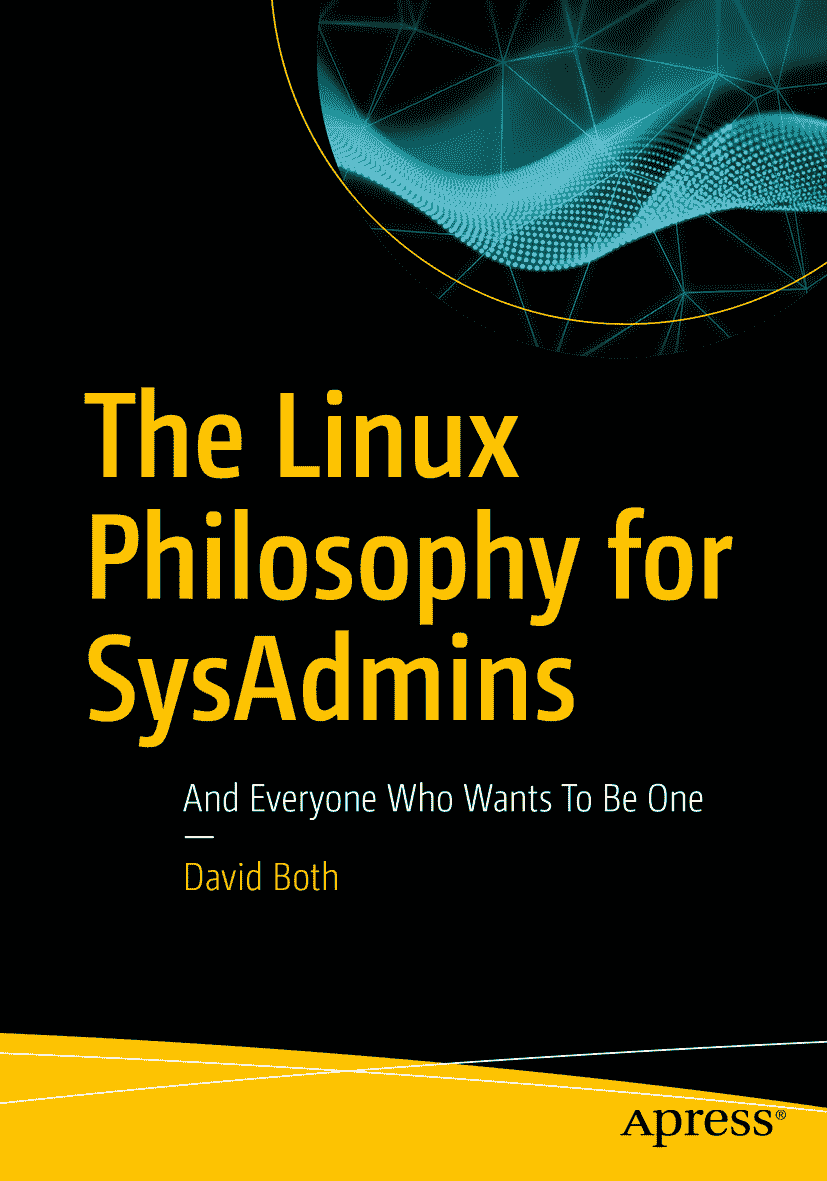 The Linux
Philosophy for
SysAdmins
And Everyone Who Wants To Be One
—
David Both
Apress®